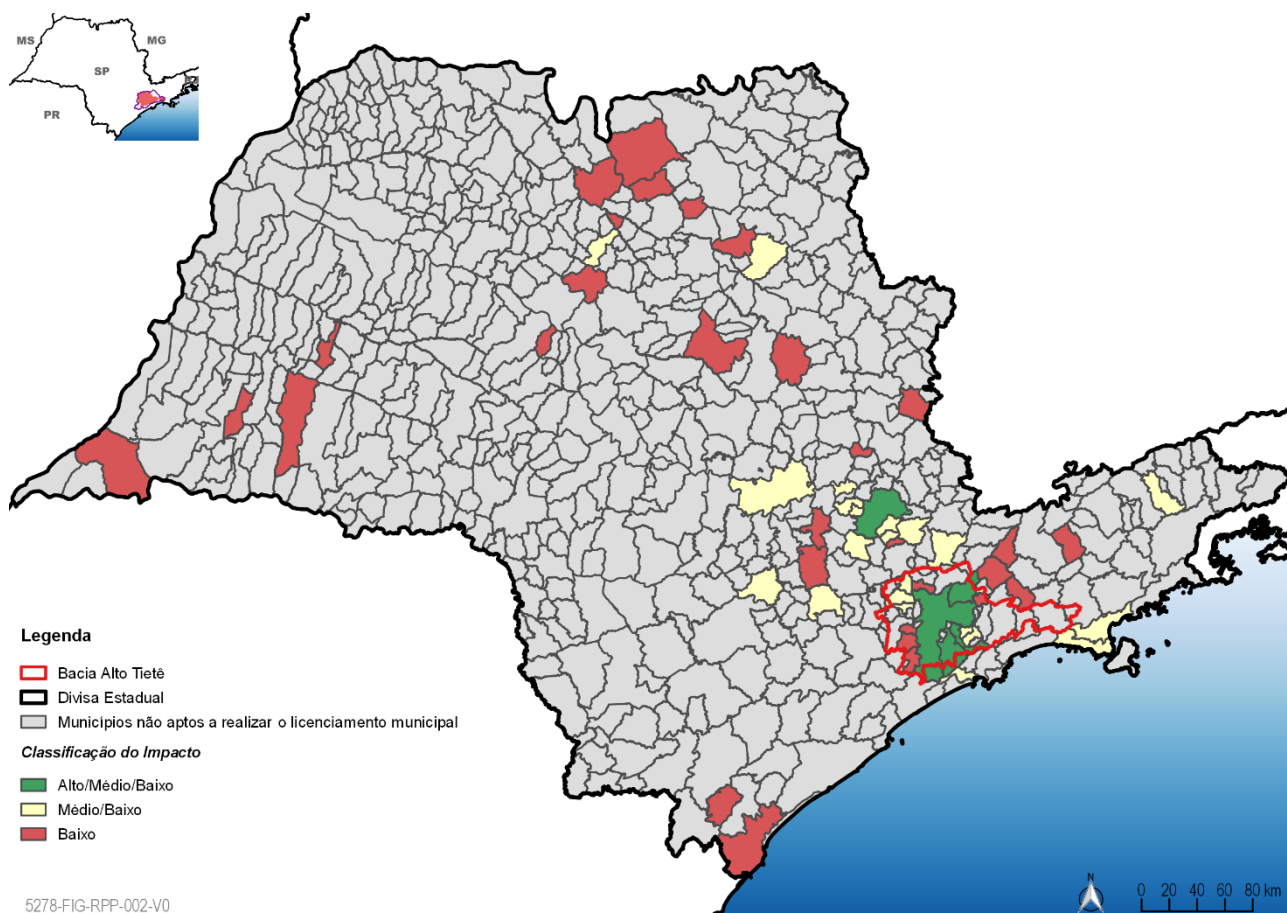 MS
MG
SP
PR
Legenda
Bacia Alto Tietê
Divisa Estadual
Municípios não aptos a realizar o licenciamento municipal
Classificação do Impacto
Alto/Médio/Baixo
Médio/Baixo
Baixo
5278-FIG-RPP-002-V0
N
0 20 40 60 80 km